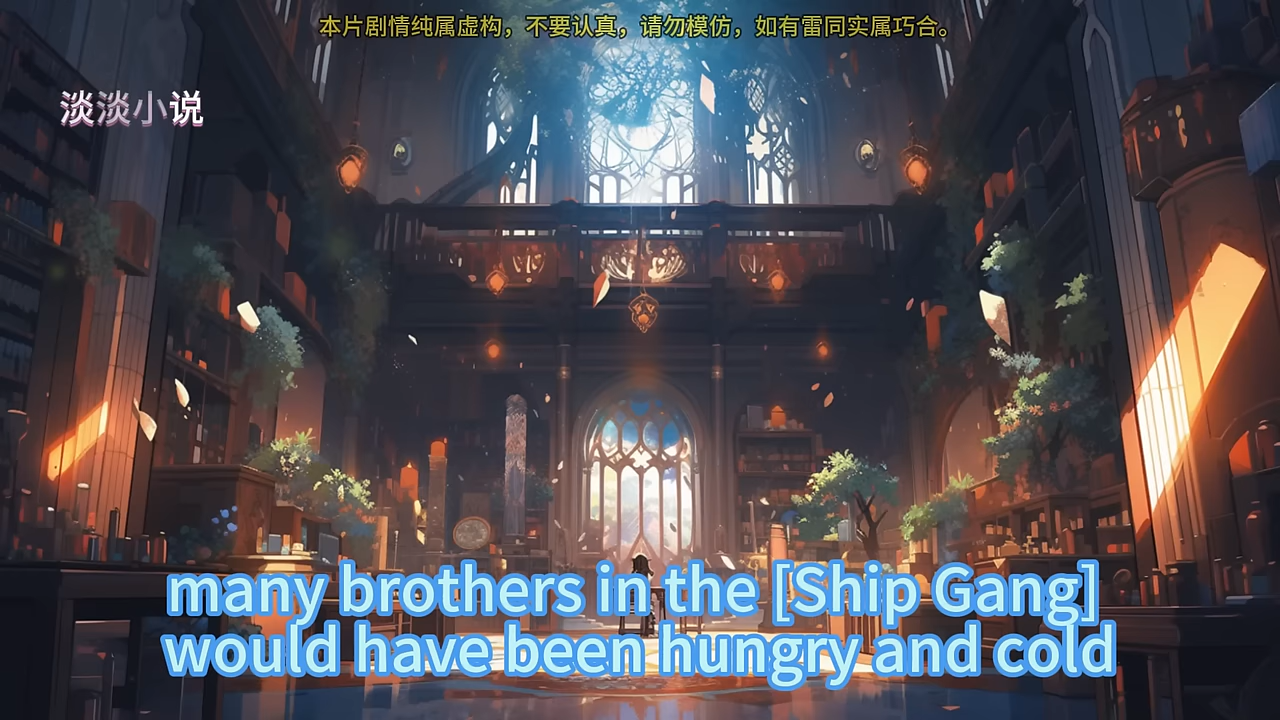 本片剧情纯属虚构，不要认真，请勿模仿，如有雷同实属巧合。
淡淡小说
many brothers in the [Ship Gang]
would have been hungry and cold